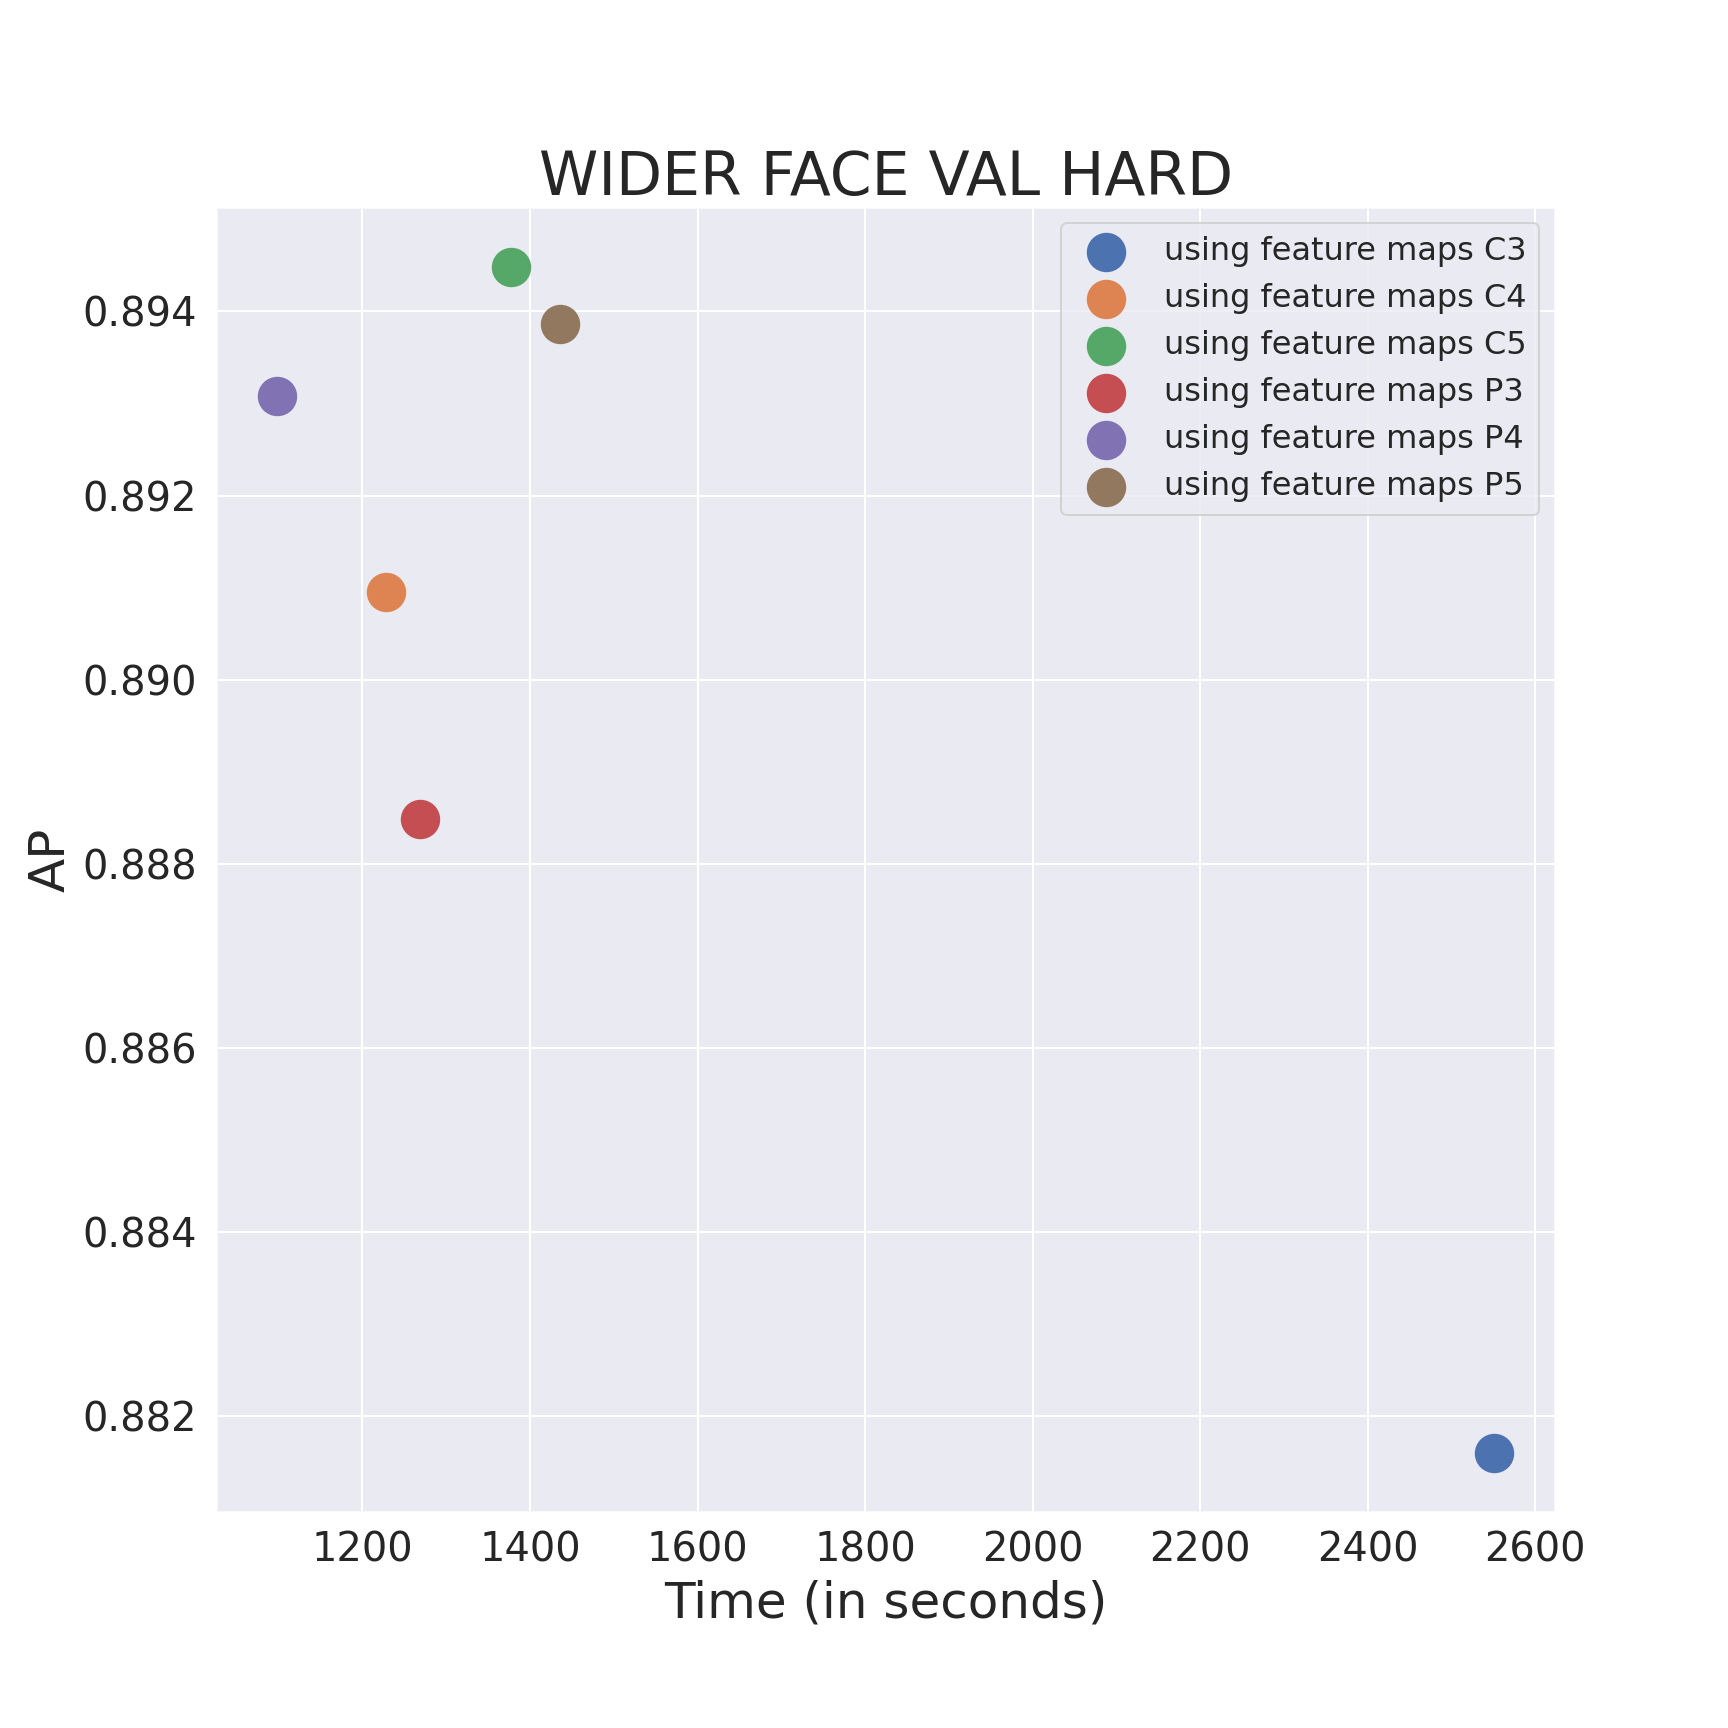 WIDER FACE VAL HARD
using feature maps C3
using feature maps C4
using feature maps C5
using feature maps P3
using feature maps P4
using feature maps P5
0.894
0.892
0.890
0.888
0.886
0.884
0.882
AP
1200 1400 1600 1800 2000 2200 2400 2600
Time (in seconds)